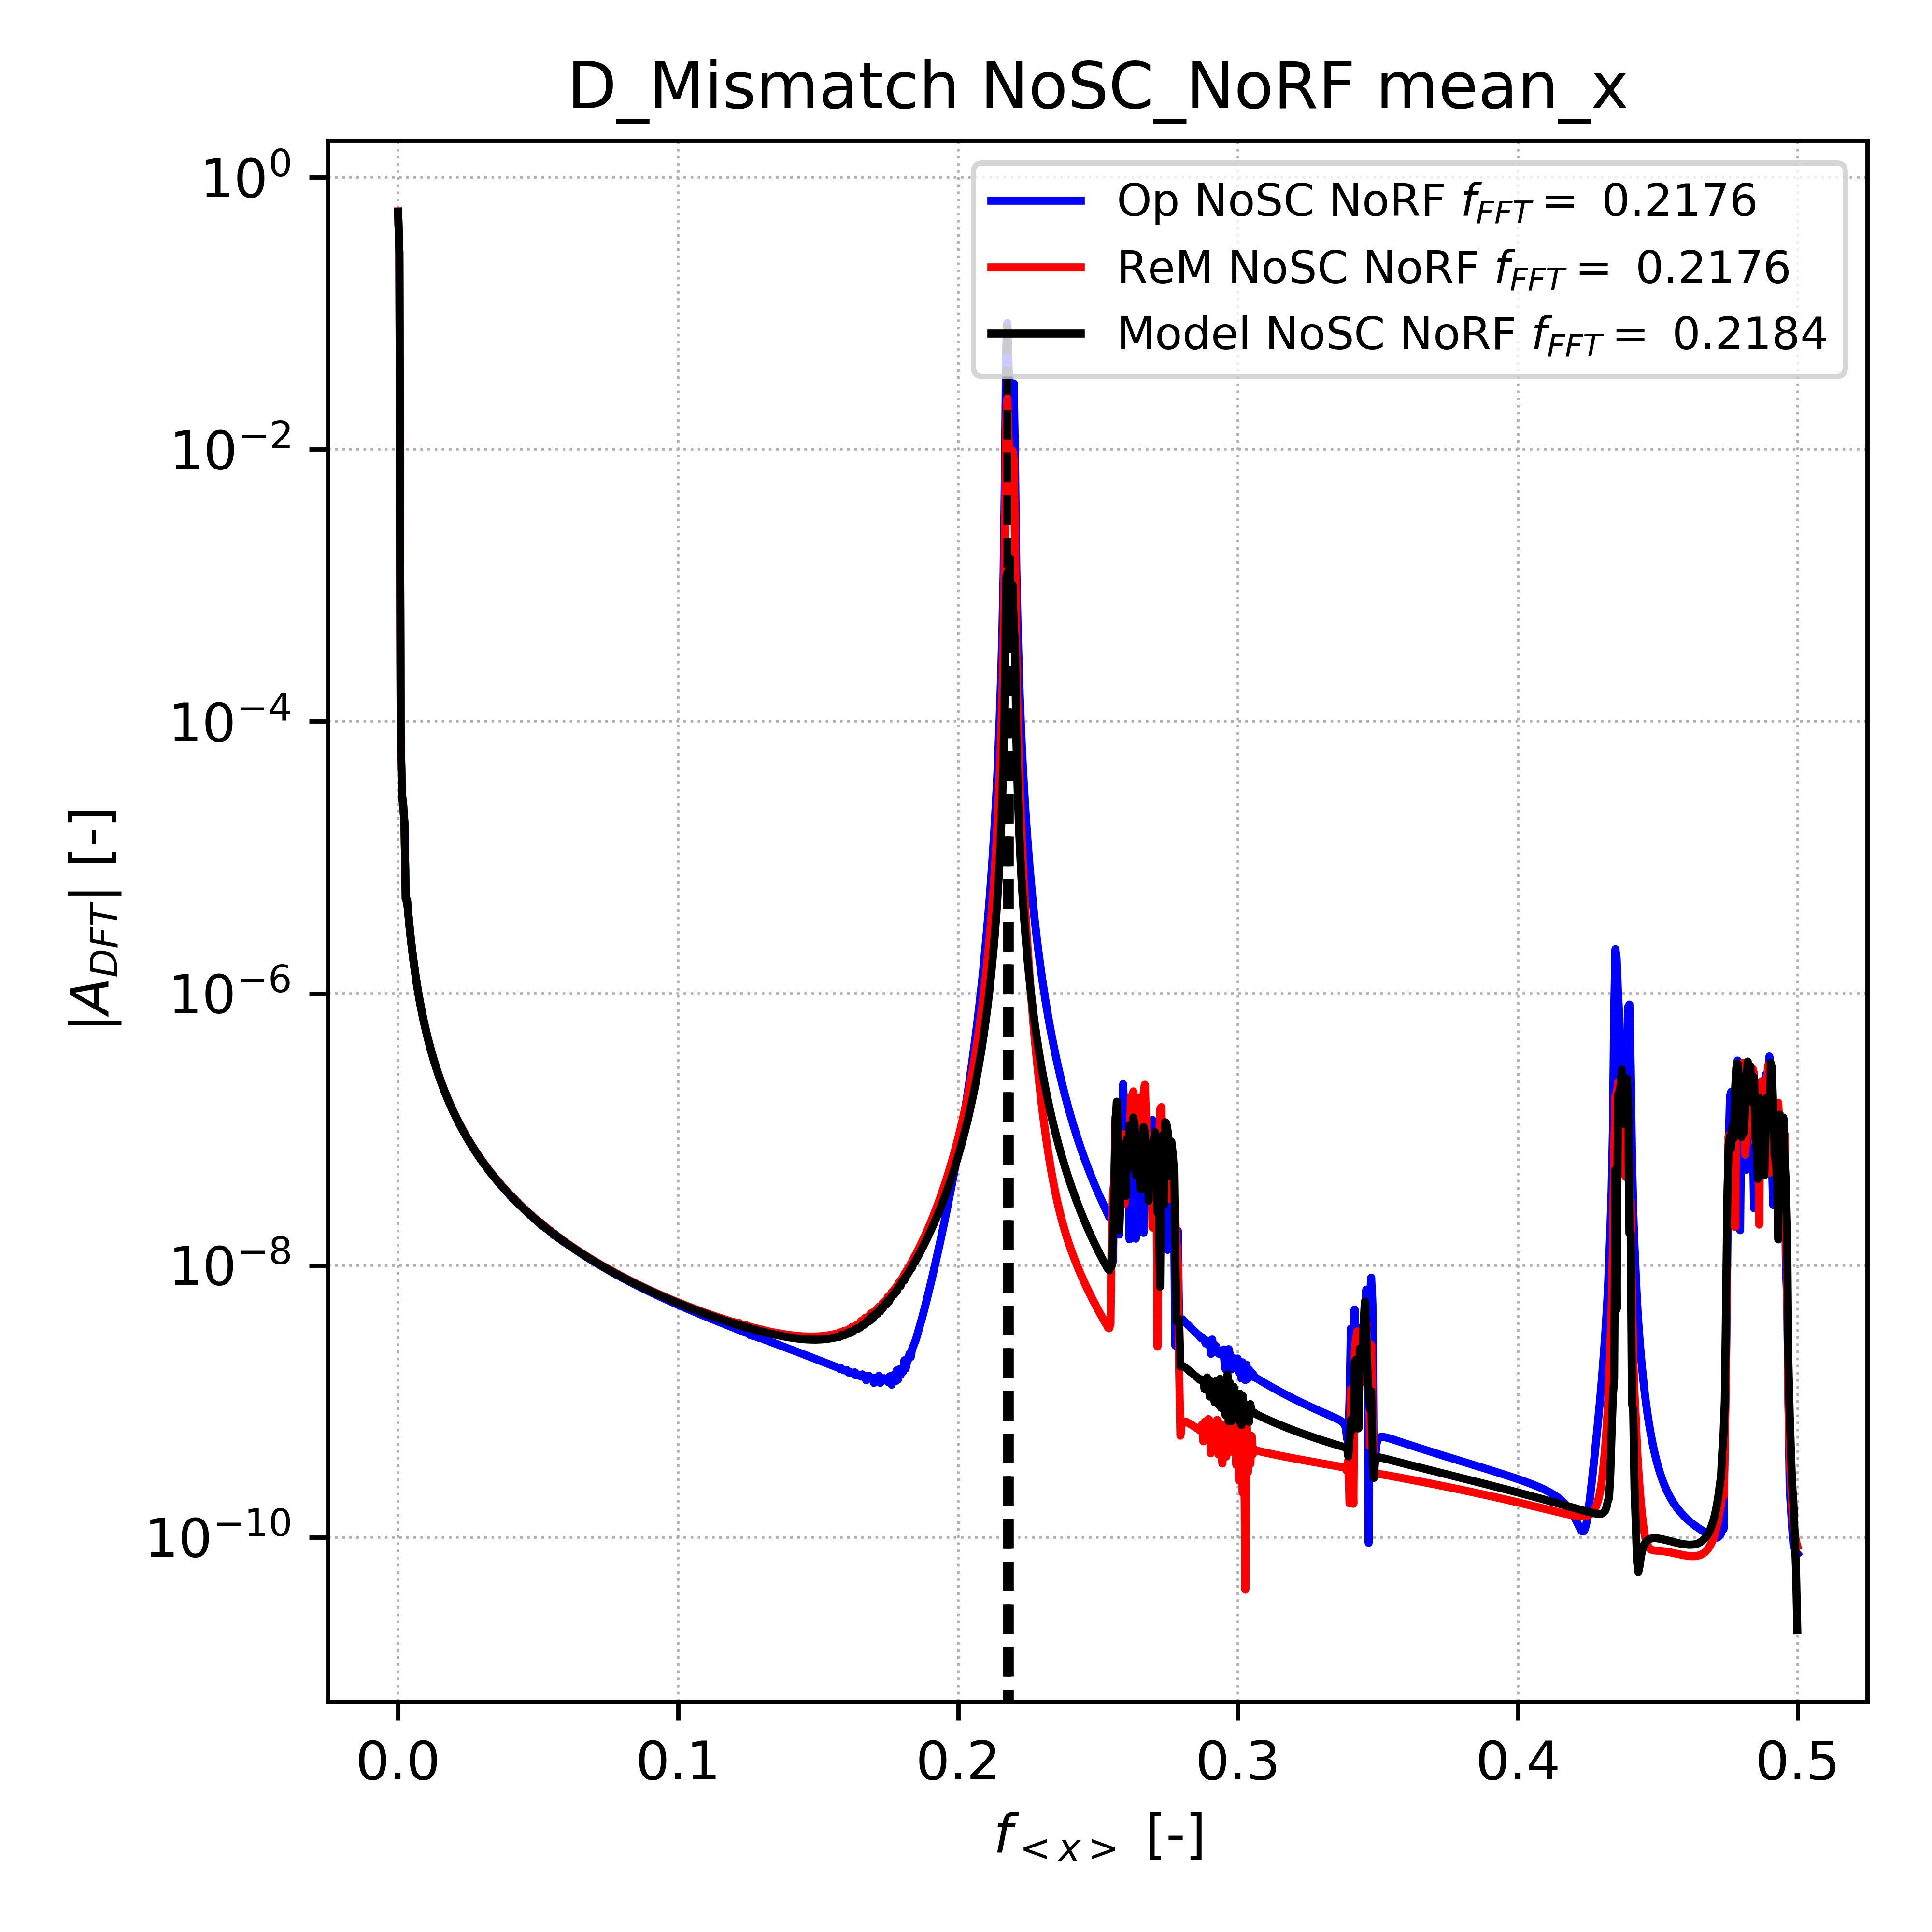 D_Mismatch NoSC_NoRF mean_x
Op NoSC NoRF f_{FFT} = 0.2176
ReM NoSC NoRF f_{FFT} = 0.2176
Model NoSC NoRF f_{FFT} = 0.2184
|A_{DFT}| [-]
10^0
10^{-2}
10^{-4}
10^{-6}
10^{-8}
10^{-10}
0.0 0.1 0.2 0.3 0.4 0.5
f_{<x>} [-]